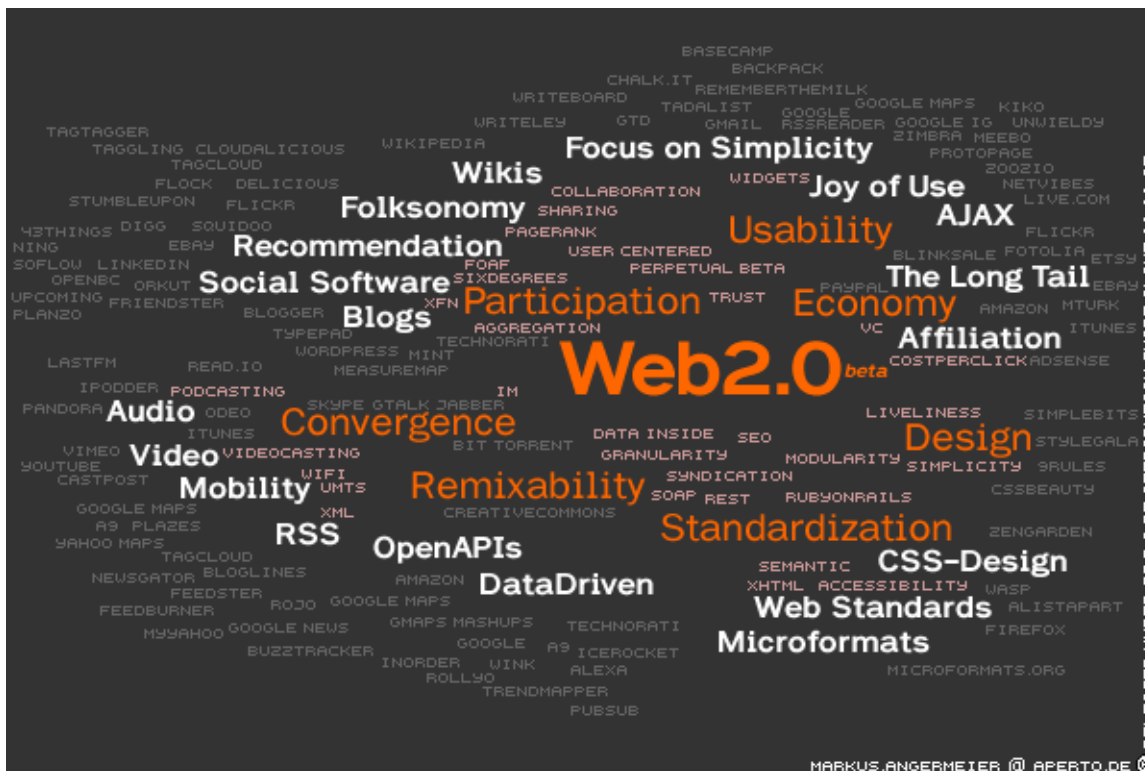 BASECAMP
BACKPACK
CHALK.IT
REMEMBERTHEMILK
WRITEBOARD
TADALIST
GOOGLE
GOOGLE MAPS
KIKO
WRITELEY
GTD
GMAIL
RSSREADER
GOOGLE IG
UNWIELDY
TAGTAGGER
WIKIPEDIA
ZIMBRA
MEEBO
TAGGLING
CLOUDALICIOUS
Focus on Simplicity
PROTOPAGE
TAGCLOUD
Wikis
ZOOZIO
FLOCK
DELICIOUS
COLLABORATION
WIDGETS
Joy of Use
NETVIBES
STUMBLEUPON
FLICKR
Folksonomy
SHARING
LIVE.COM
AJAX
43THINGS
DIGG
SQUIDOO
PAGERANK
Usability
FLICKR
NING
EBAY
Recommendation
USER CENTERED
BLINKSALE
FOTOLIA
ETSY
SOFLOW
LINKEDIN
FOAF
PERPETUAL BETA
OPENBC
ORKUT
Social Software
SIXDEGREES
The Long Tail
PAYPAL
EBAY
UPCOMING
FRIENDSTER
XFN
Participation
TRUST
Economy
AMAZON
MTURK
PLANZO
BLOGGER
Blogs
AGGREGATION
VC
Affiliation
ITUNES
TYPEPAD
TECHNORATI
WORDPRESS
MINT
LASTFM
READ.IO
MEASUREMAP
Web2.0 beta
COSTPERCLICK
ADSENSE
IPODDER
PODCASTING
IM
PANDORA
Audio
ODEO
SKYPE GTALK JABBER
LIVELINESS
SIMPLEBITS
Convergence
ITUNES
DATA INSIDE
SEO
Design
STYLEGALA
VIMEO
Video
VIDEOCASTING
BIT TORRENT
GRANULARITY
MODULARITY
SIMPLICITY
9RULES
YOUTUBE
CASTPOST
WIFI
SYNDICATION
Mobility
UMTS
Remixability
SOAP
REST
RUBYONRAILS
CSSBEAUTY
GOOGLE MAPS
XML
CREATIVECOMMONS
A9
PLAZES
RSS
Standardization
ZENGARDEN
YAHOO MAPS
OpenAPIs
TAGCLOUD
SEMANTIC
CSS-Design
NEWSGATOR
BLOGLINES
AMAZON
DataDriven
XHTML
ACCESSIBILITY
WASP
FEEDSTER
FEEDBURNER
ROJO
GOOGLE MAPS
Web Standards
ALISTAPART
MYYAHOO
GOOGLE NEWS
GMAPS MASHUPS
TECHNORATI
FIREFOX
BUZZTRACKER
GOOGLE
A9
ICEROCKET
Microformats
INORDER
WINK
ALEXA
MICROFORMATS.ORG
ROLLYO
TRENDMAPPER
PUBSUB
MARKUS.ANGERMEIER @ APERTO.DE